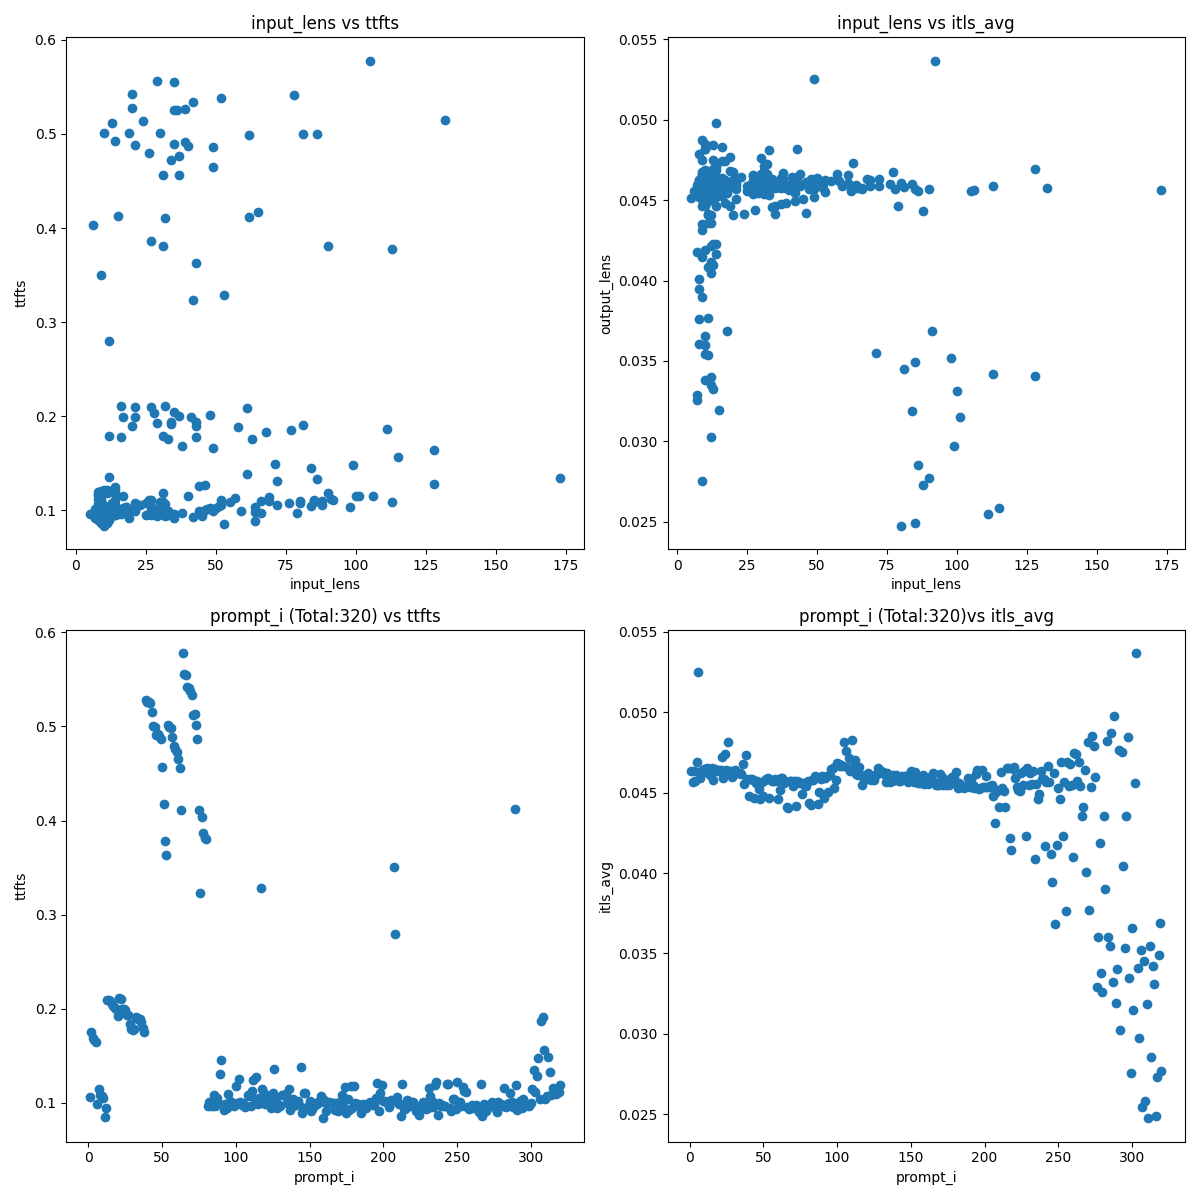 input_lens vs ttfts
0.6
0.5
0.4
0.3
0.2
0.1
ttfts
0 25 50 75 100 125 150 175
input_lens
input_lens vs itls_avg
0.055
0.050
0.045
0.040
0.035
0.030
0.025
output_lens
0 25 50 75 100 125 150 175
input_lens
prompt_i (Total:320) vs ttfts
0.6
0.5
0.4
0.3
0.2
0.1
ttfts
0 50 100 150 200 250 300
prompt_i
prompt_i (Total:320)vs itls_avg
0.055
0.050
0.045
0.040
0.035
0.030
0.025
itls_avg
0 50 100 150 200 250 300
prompt_i